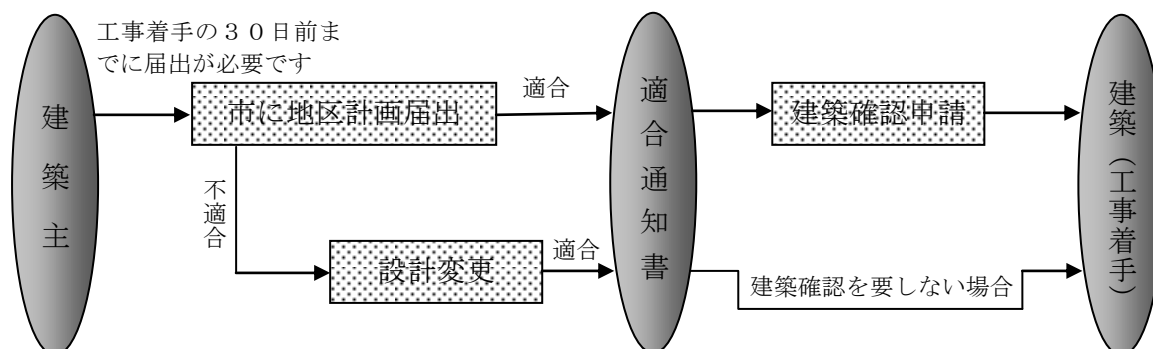 工事着手の３０日前ま
でに届出が必要です
建築主
市に地区計画届出
適合
不適合
設計変更
適合
適合通知書
建築確認申請
建築確認を要しない場合
建築（工事着手）